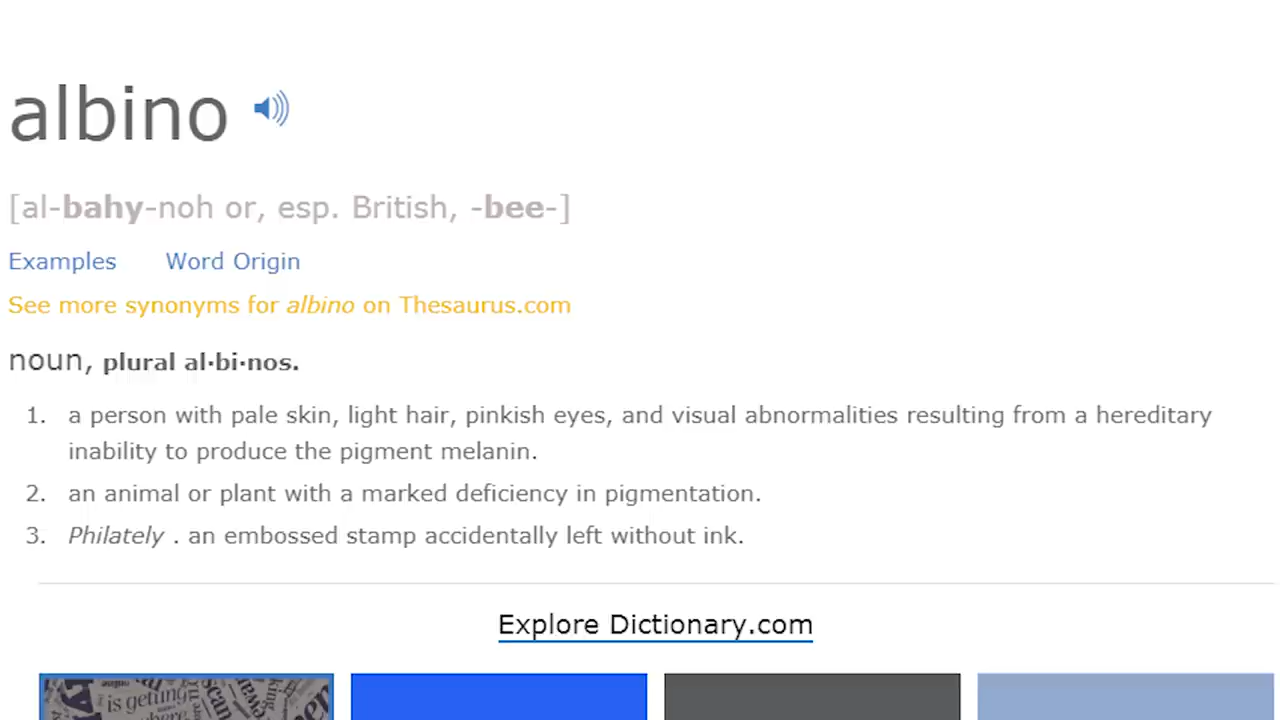 albino
[al-bahy-noh or, esp. British, -bee-]
Examples Word Origin
See more synonyms for albino on Thesaurus.com
noun, plural al·bi·nos.
1. a person with pale skin, light hair, pinkish eyes, and visual abnormalities resulting from a hereditary
inability to produce the pigment melanin.
2. an animal or plant with a marked deficiency in pigmentation.
3. Philately . an embossed stamp accidentally left without ink.
Explore Dictionary.com
is getting